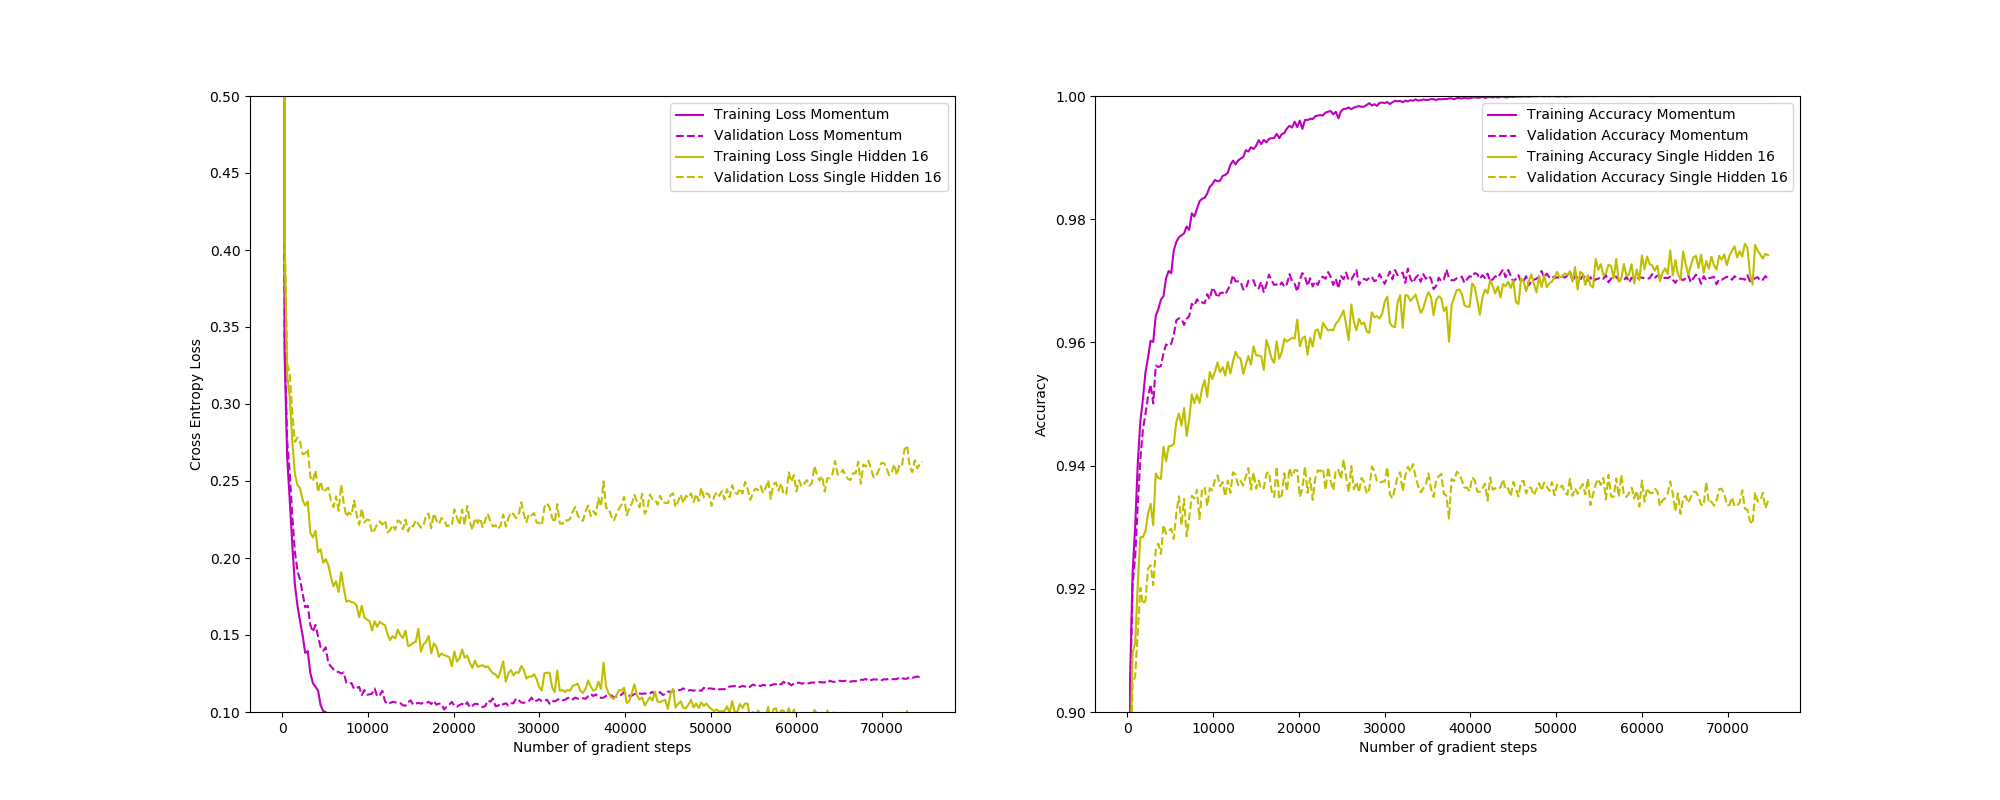 0.50
0.45
0.40
0.35
0.30
0.25
0.20
0.15
0.10
Cross Entropy Loss
0 10000 20000 30000 40000 50000 60000 70000
Number of gradient steps
Training Loss Momentum
Validation Loss Momentum
Training Loss Single Hidden 16
Validation Loss Single Hidden 16
1.00
0.98
0.96
0.94
0.92
0.90
Accuracy
0 10000 20000 30000 40000 50000 60000 70000
Number of gradient steps
Training Accuracy Momentum
Validation Accuracy Momentum
Training Accuracy Single Hidden 16
Validation Accuracy Single Hidden 16